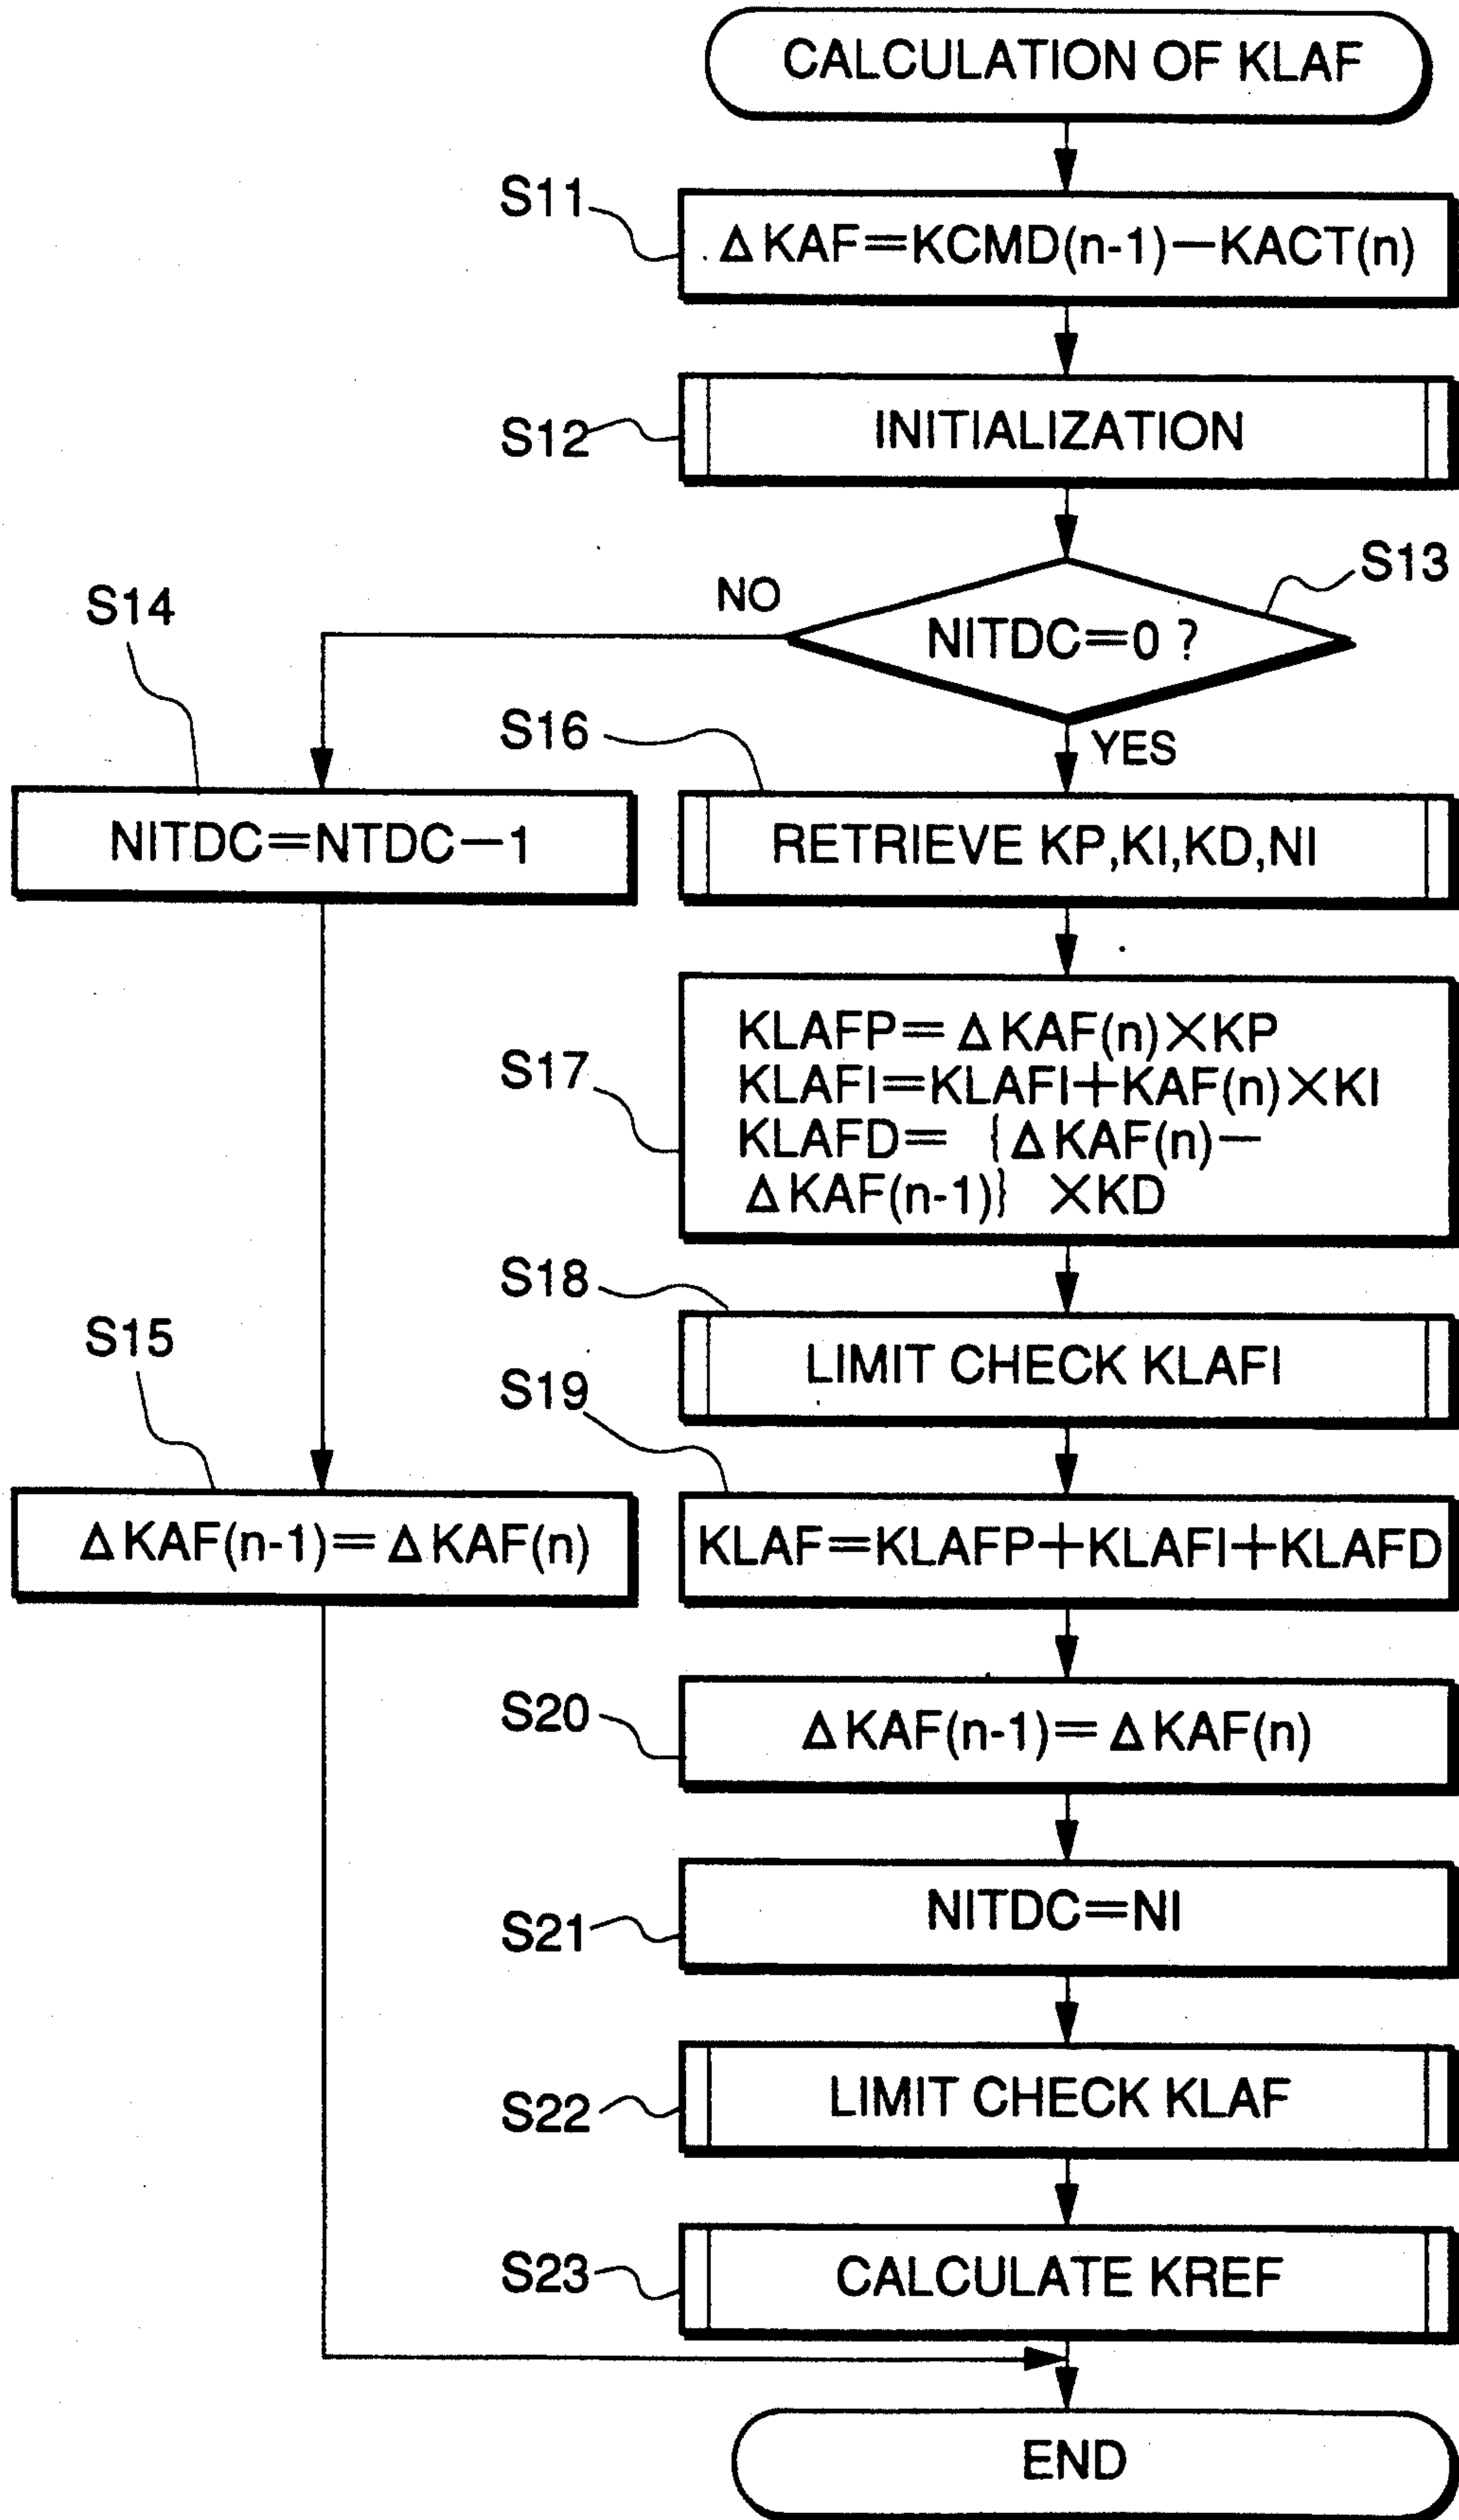 CALCULATION OF KLAF
S11
ΔKAF=KCMD(n-1)−KACT(n)
S12
INITIALIZATION
S13
NITDC=0 ?
NO
YES
S14
NITDC=NTDC−1
S16
RETRIEVE KP,KI,KD,NI
S17
KLAFP=ΔKAF(n)×KP
KLAFI=KLAFI+KAF(n)×KI
KLAFD= {ΔKAF(n)−
ΔKAF(n-1)} ×KD
S18
LIMIT CHECK KLAFI
S15
ΔKAF(n-1)=ΔKAF(n)
S19
KLAF=KLAFP+KLAFI+KLAFD
S20
ΔKAF(n-1)=ΔKAF(n)
S21
NITDC=NI
S22
LIMIT CHECK KLAF
S23
CALCULATE KREF
END